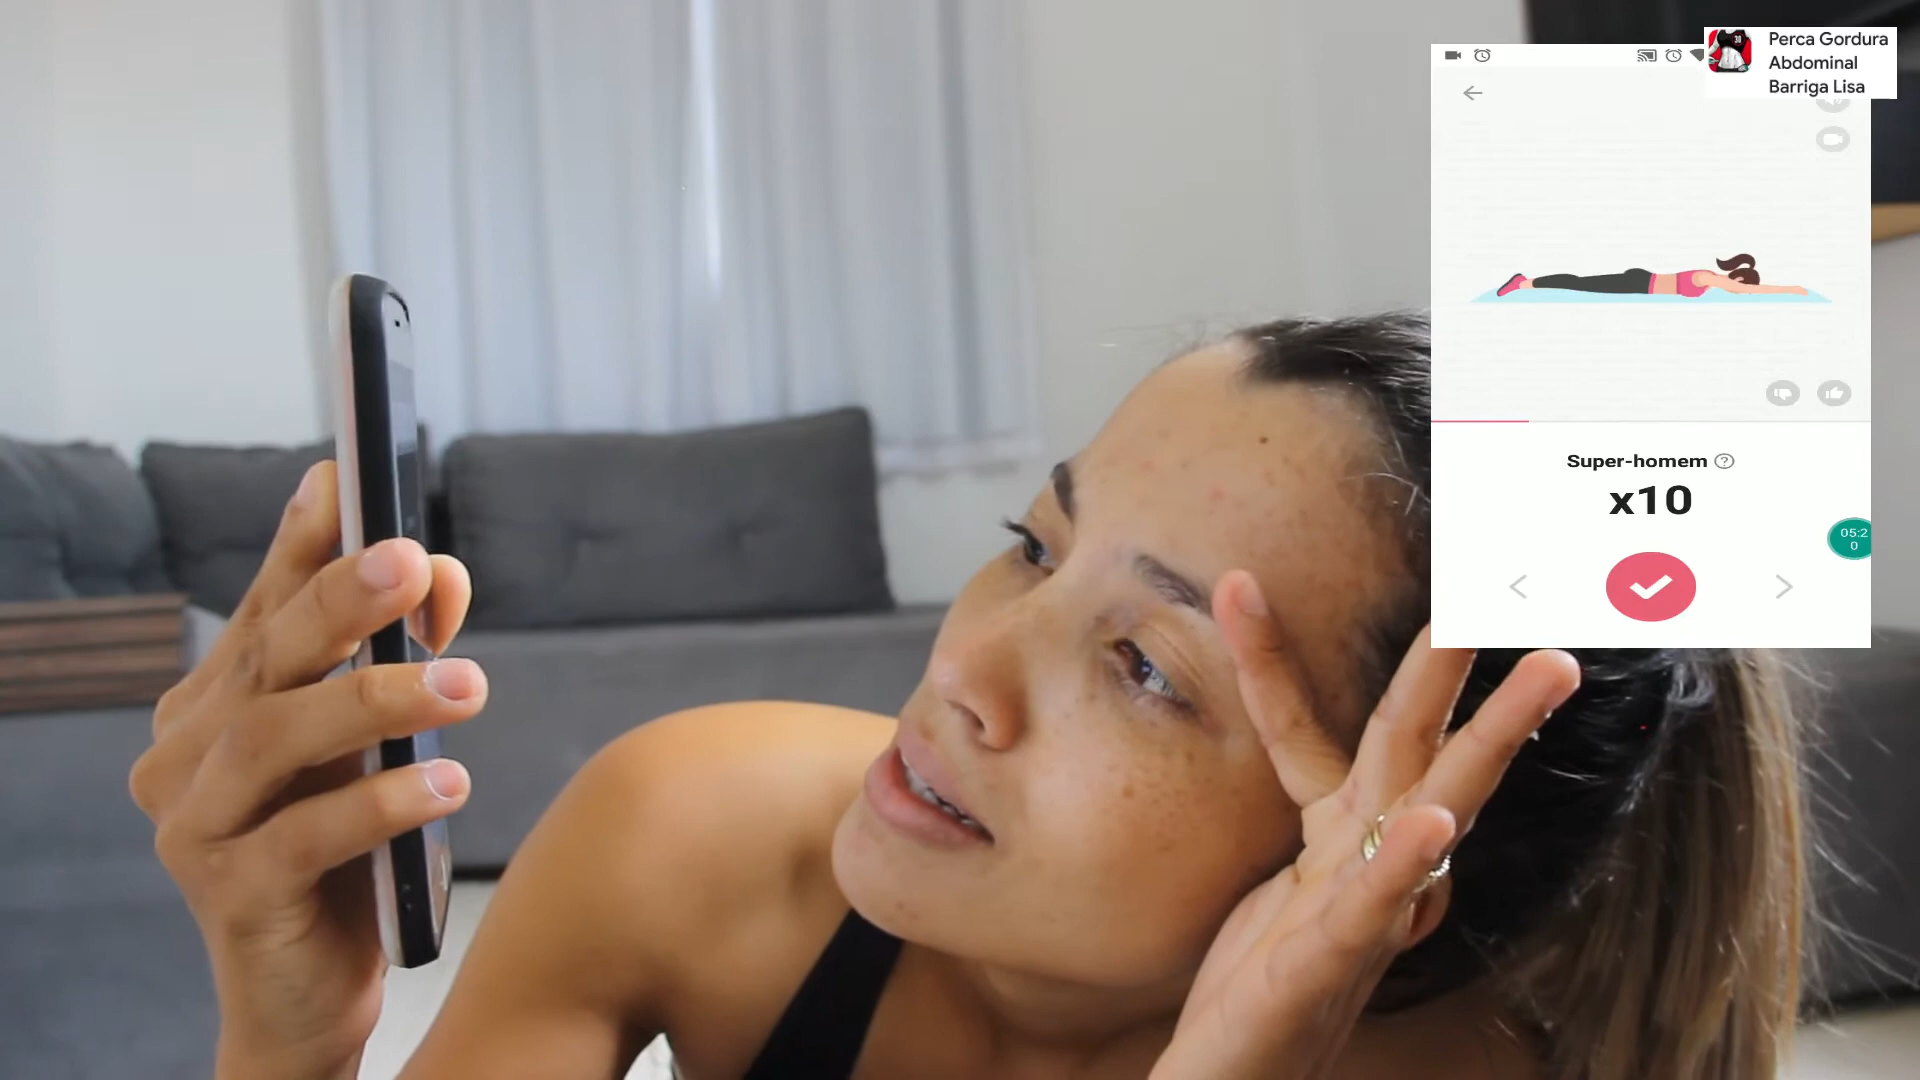 Perca Gordura
Abdominal
Barriga Lisa
Super-homem
x10
05:2
0